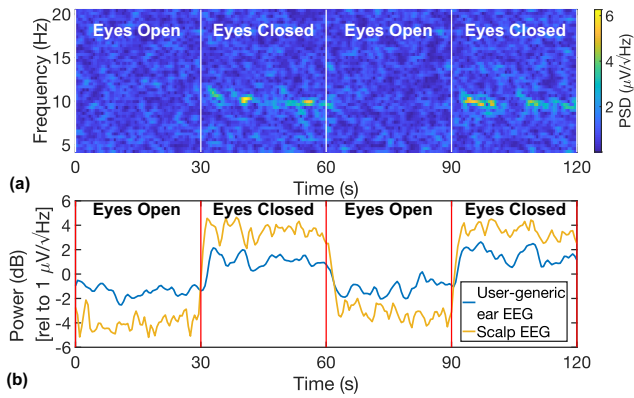 20
15
10
5
Frequency (Hz)
Eyes Open
Eyes Closed
Eyes Open
Eyes Closed
6
4
2
PSD (μV/√Hz)
0
30
60
90
120
Time (s)
(a)
6
4
2
0
-2
-4
-6
Power (dB)
[rel to 1 μV/√Hz]
Eyes Open
Eyes Closed
Eyes Open
Eyes Closed
User-generic
ear EEG
Scalp EEG
0
30
60
90
120
Time (s)
(b)